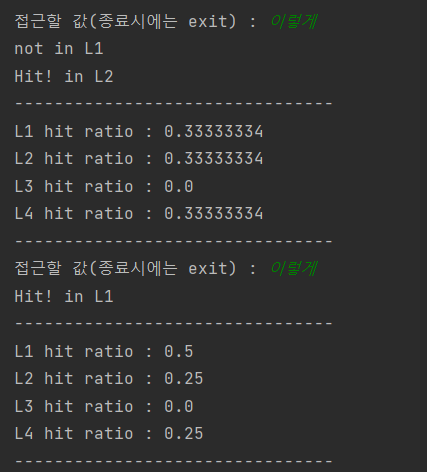 접근할 값(종료시에는 exit) : 이렇게
not in L1
Hit! in L2
--------------------------------
L1 hit ratio : 0.33333334
L2 hit ratio : 0.33333334
L3 hit ratio : 0.0
L4 hit ratio : 0.33333334
--------------------------------
접근할 값(종료시에는 exit) : 이렇게
Hit! in L1
--------------------------------
L1 hit ratio : 0.5
L2 hit ratio : 0.25
L3 hit ratio : 0.0
L4 hit ratio : 0.25
--------------------------------